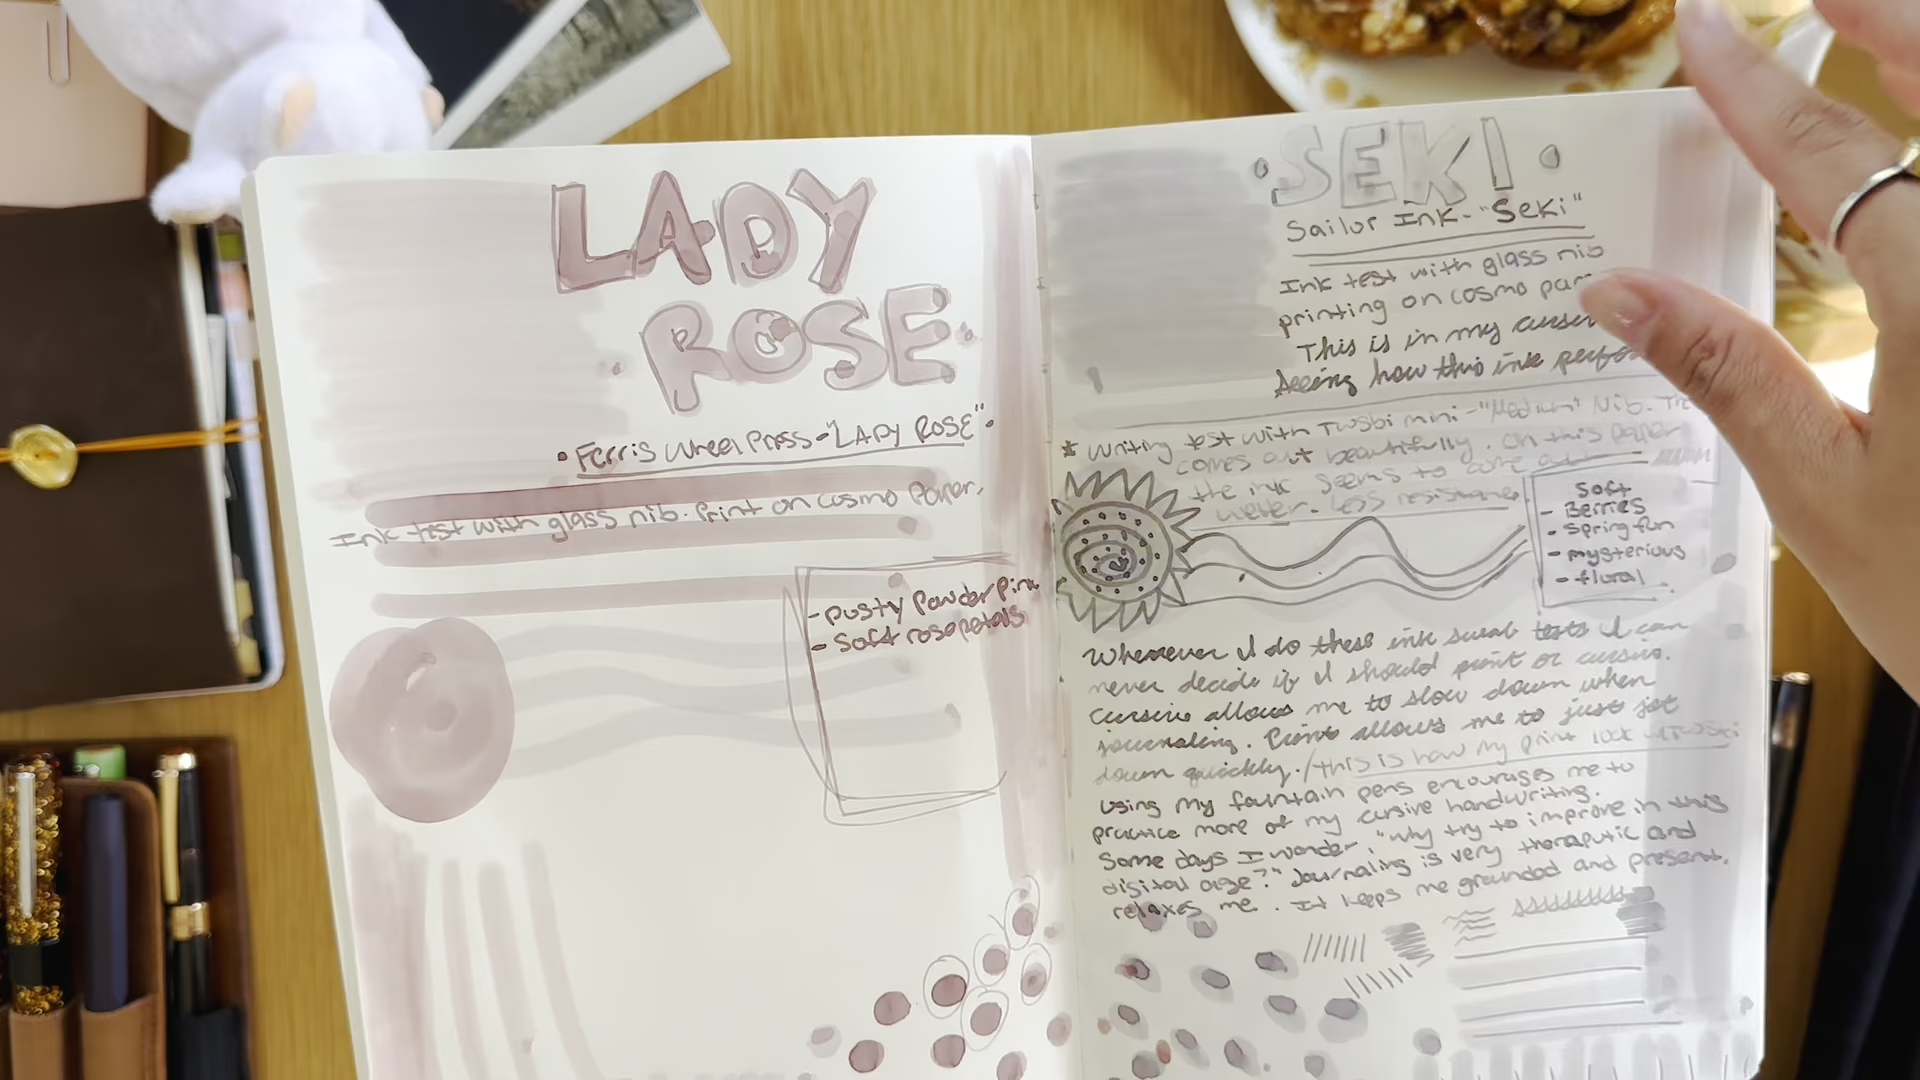 LADY
ROSE
Ferris Wheel Press - "LADY ROSE"
Ink test with glass nib. Print on cosmo Paper.
- Dusty Powder Pink
- Soft rose petals
SEKI
Sailor Ink - "Seki"
Ink test with glass nib
printing on cosmo
This is in my
Seeing how this ink
* Writing test with Twsbi mini - "Medium" Nib. The
comes out beautifully. On this paper
the ink seems to come out
wetter. Less resistance.
Soft
- Berries
- Spring fun
- mysterious
- floral
Whenever I do these ink swab tests I can
never decide if I should print or cursive.
Cursive allows me to slow down when
journaling. Print allows me to just jot
down quickly. / This is how my print look w/ Twsbi
Using my fountain pens encourages me to
practice more of my cursive handwriting.
Some days I wonder, "why try to improve in this
digital age?" Journaling is very theraputic and
relaxes me. It keeps me grounded and present.